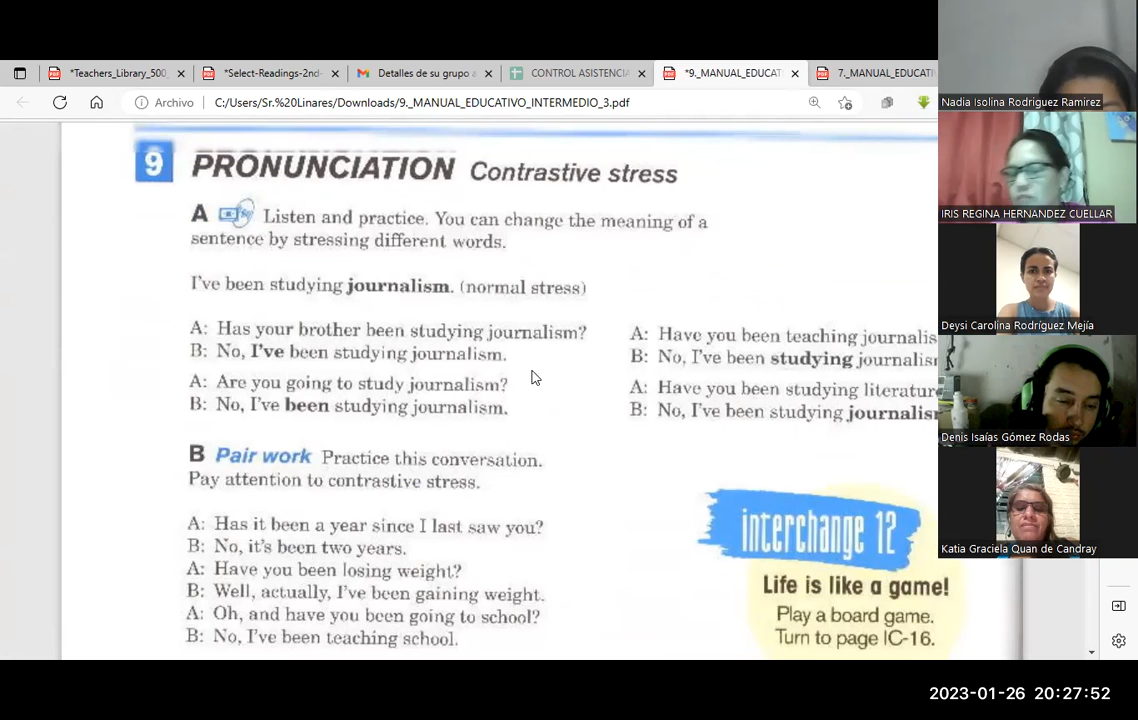 *Teachers_Library_500_
*Select-Readings-2nd-
Detalles de su grupo a
CONTROL ASISTENCIA
*9._MANUAL_EDUCAT
7._MANUAL_EDUCATI
Archivo
C:/Users/Sr.%20Linares/Downloads/9._MANUAL_EDUCATIVO_INTERMEDIO_3.pdf
9 PRONUNCIATION Contrastive stress
A Listen and practice. You can change the meaning of a
sentence by stressing different words.
I've been studying journalism. (normal stress)
A: Has your brother been studying journalism?
B: No, I've been studying journalism.
A: Are you going to study journalism?
B: No, I've been studying journalism.
A: Have you been teaching journalis
B: No, I've been studying journalis
A: Have you been studying literature
B: No, I've been studying journalis
B Pair work Practice this conversation.
Pay attention to contrastive stress.
A: Has it been a year since I last saw you?
B: No, it's been two years.
A: Have you been losing weight?
B: Well, actually, I've been gaining weight.
A: Oh, and have you been going to school?
B: No, I've been teaching school.
interchange 12
Life is like a game!
Play a board game.
Turn to page IC-16.
Nadia Isolina Rodríguez Ramirez
IRIS REGINA HERNANDEZ CUELLAR
Deysi Carolina Rodríguez Mejía
Denis Isaías Gómez Rodas
Katia Graciela Quan de Candray
2023-01-26 20:27:52